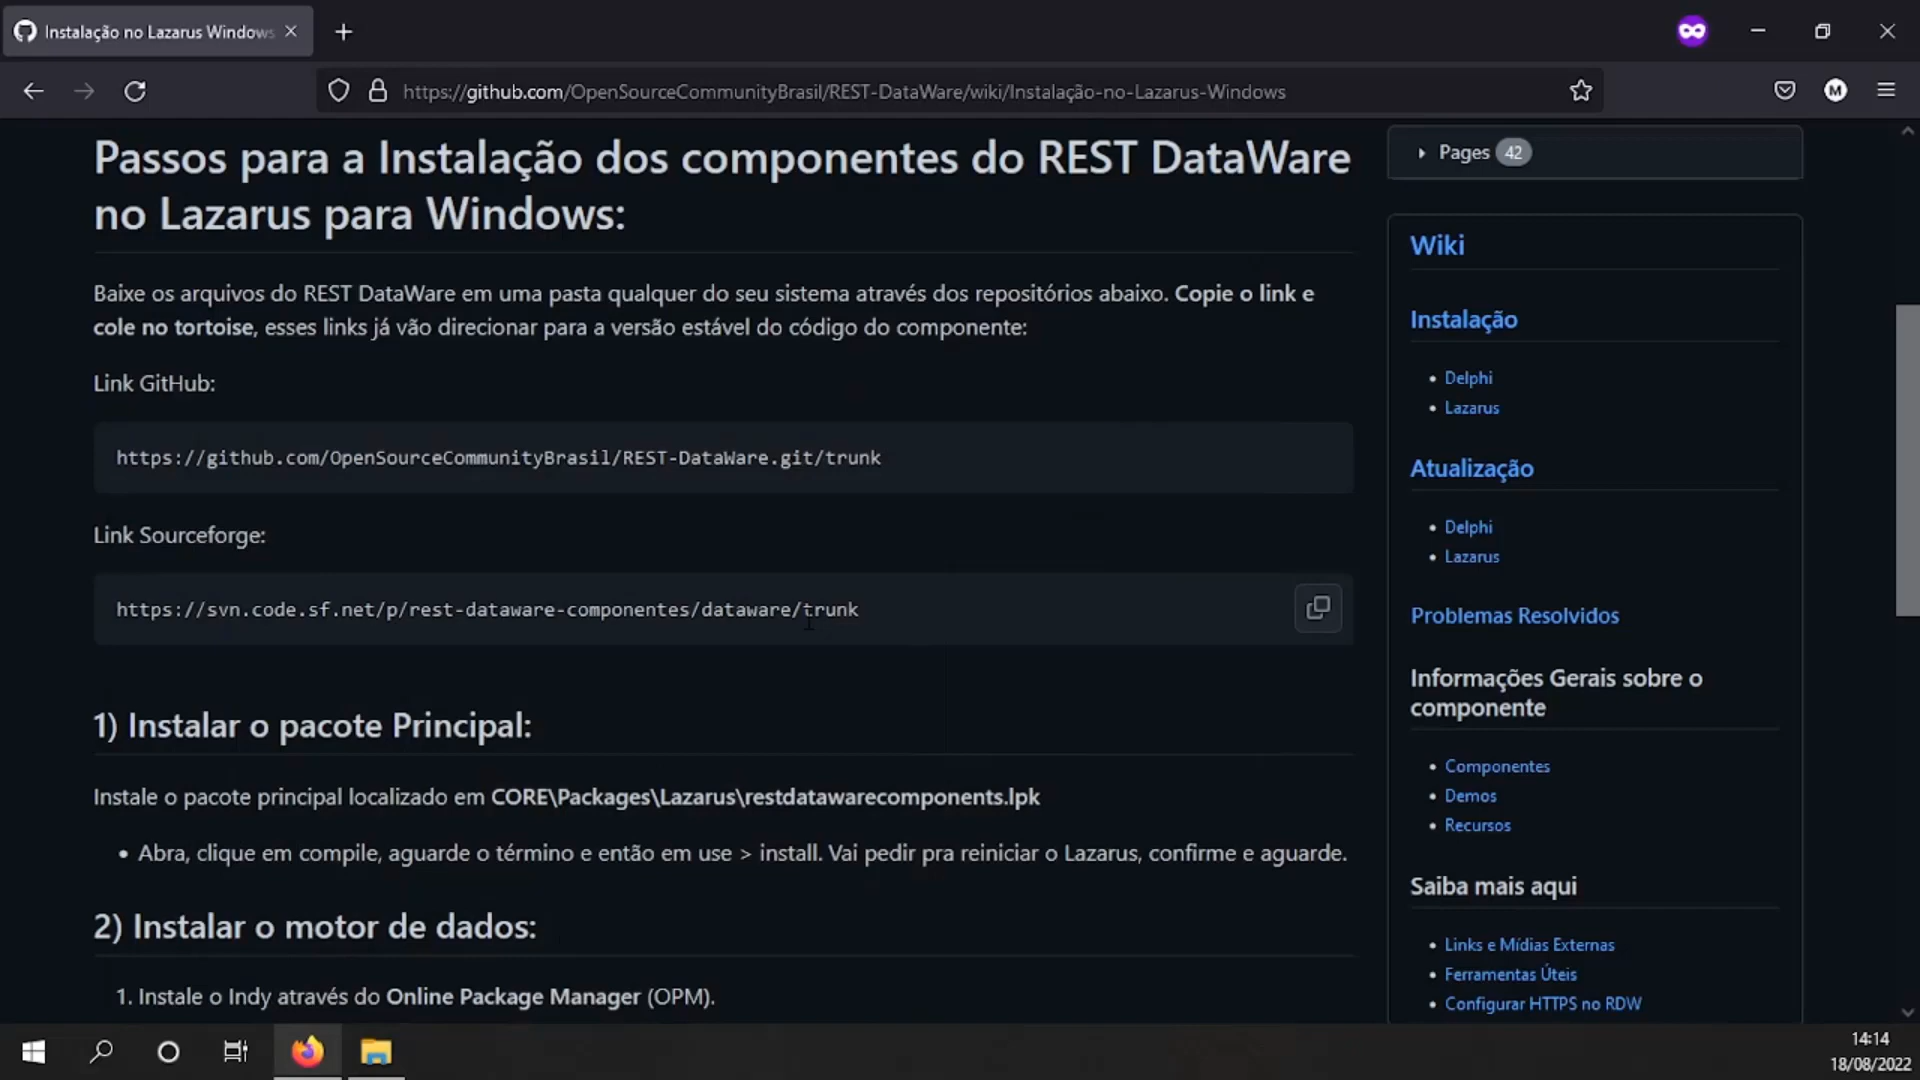 Instalação no Lazarus Windows
https://github.com/OpenSourceCommunityBrasil/REST-DataWare/wiki/Instalação-no-Lazarus-Windows
M
Passos para a Instalação dos componentes do REST DataWare
no Lazarus para Windows:
Baixe os arquivos do REST DataWare em uma pasta qualquer do seu sistema através dos repositórios abaixo. Copie o link e
cole no tortoise, esses links já vão direcionar para a versão estável do código do componente:
Link GitHub:
https://github.com/OpenSourceCommunityBrasil/REST-DataWare.git/trunk
Link Sourceforge:
https://svn.code.sf.net/p/rest-dataware-componentes/dataware/trunk
1) Instalar o pacote Principal:
Instale o pacote principal localizado em CORE\Packages\Lazarus\restdatawarecomponents.lpk
• Abra, clique em compile, aguarde o término e então em use > install. Vai pedir pra reiniciar o Lazarus, confirme e aguarde.
2) Instalar o motor de dados:
1. Instale o Indy através do Online Package Manager (OPM).
Pages 42
Wiki
Instalação
• Delphi
• Lazarus
Atualização
• Delphi
• Lazarus
Problemas Resolvidos
Informações Gerais sobre o
componente
• Componentes
• Demos
• Recursos
Saiba mais aqui
• Links e Mídias Externas
• Ferramentas Úteis
• Configurar HTTPS no RDW
14:14
18/08/2022